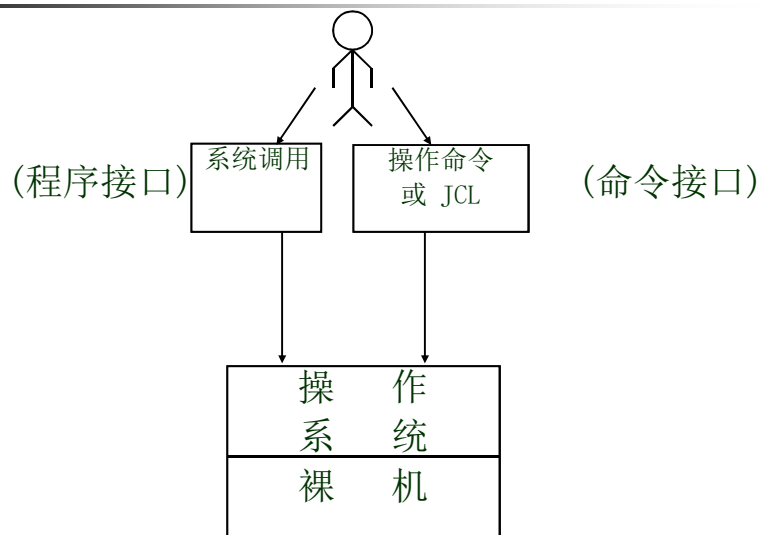 (程序接口)
系统调用
操作命令
或 JCL
(命令接口)
操 作
系 统
裸 机